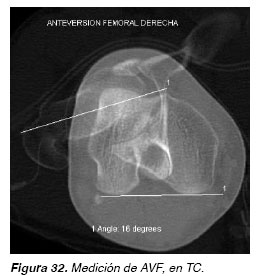 ANTEVERSION FEMORAL DERECHA
1
1
1 Angle: 16 degrees
Figura 32. Medición de AVF, en TC.